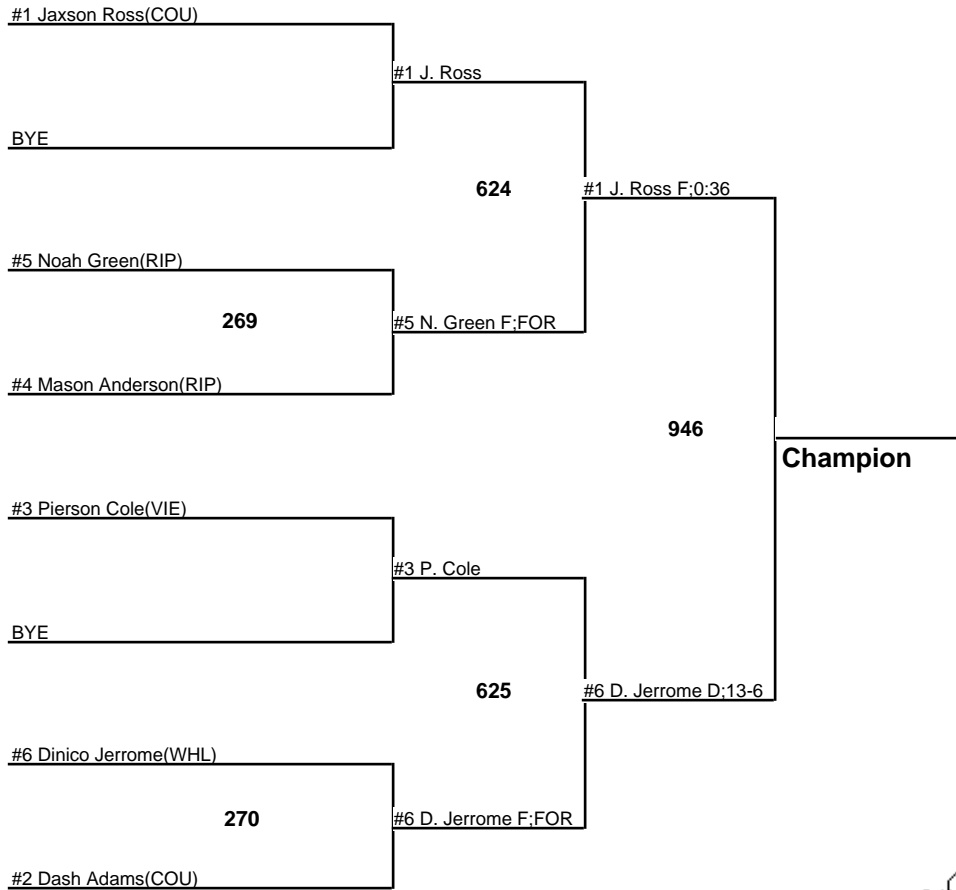 #1 Jaxson Ross(COU)
#1 J. Ross
BYE
624
#1 J. Ross F;0:36
#5 Noah Green(RIP)
269
#5 N. Green F;FOR
#4 Mason Anderson(RIP)
946
Champion
#3 Pierson Cole(VIE)
#3 P. Cole
BYE
625
#6 D. Jerrome D;13-6
#6 Dinico Jerrome(WHL)
270
#6 D. Jerrome F;FOR
#2 Dash Adams(COU)